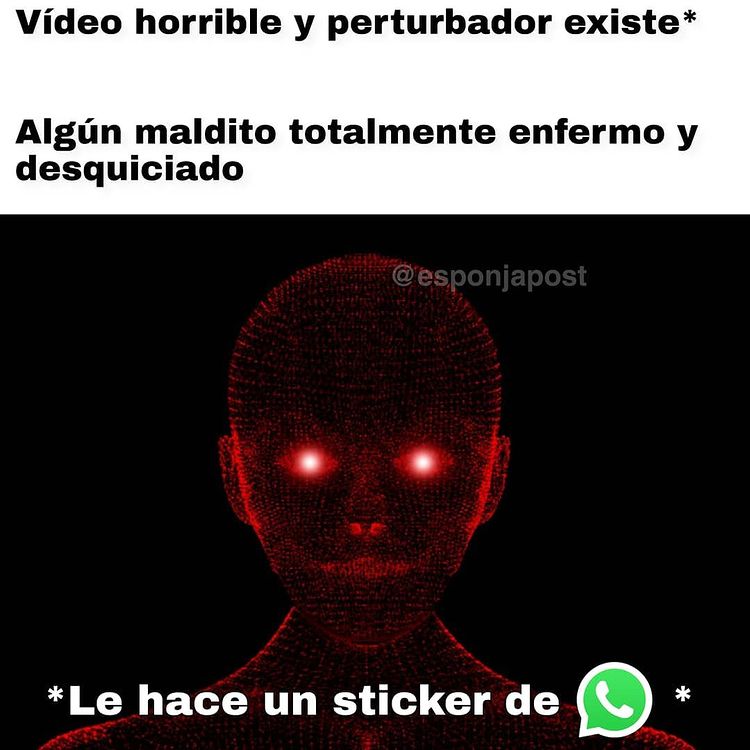 Vídeo horrible y perturbador existe*
Algún maldito totalmente enfermo y
desquiciado
@esponjapost
*Le hace un sticker de *